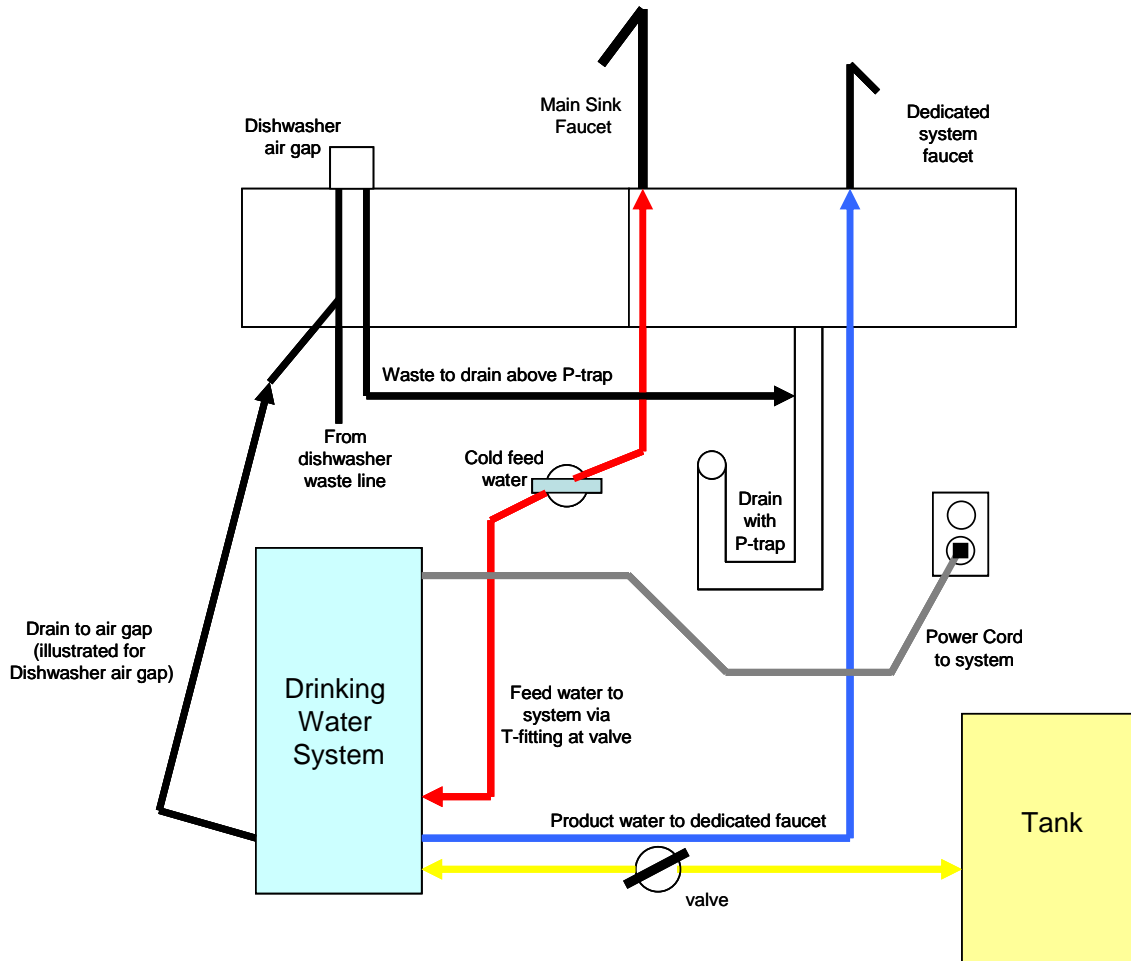 Main Sink
Faucet
Dedicated
system
faucet
Dishwasher
air gap
Waste to drain above P-trap
From
dishwasher
waste line
Cold feed
water
Drain
with
P-trap
Drain to air gap
(illustrated for
Dishwasher air gap)
Power Cord
to system
Drinking
Water
System
Feed water to
system via
T-fitting at valve
Product water to dedicated faucet
Tank
valve